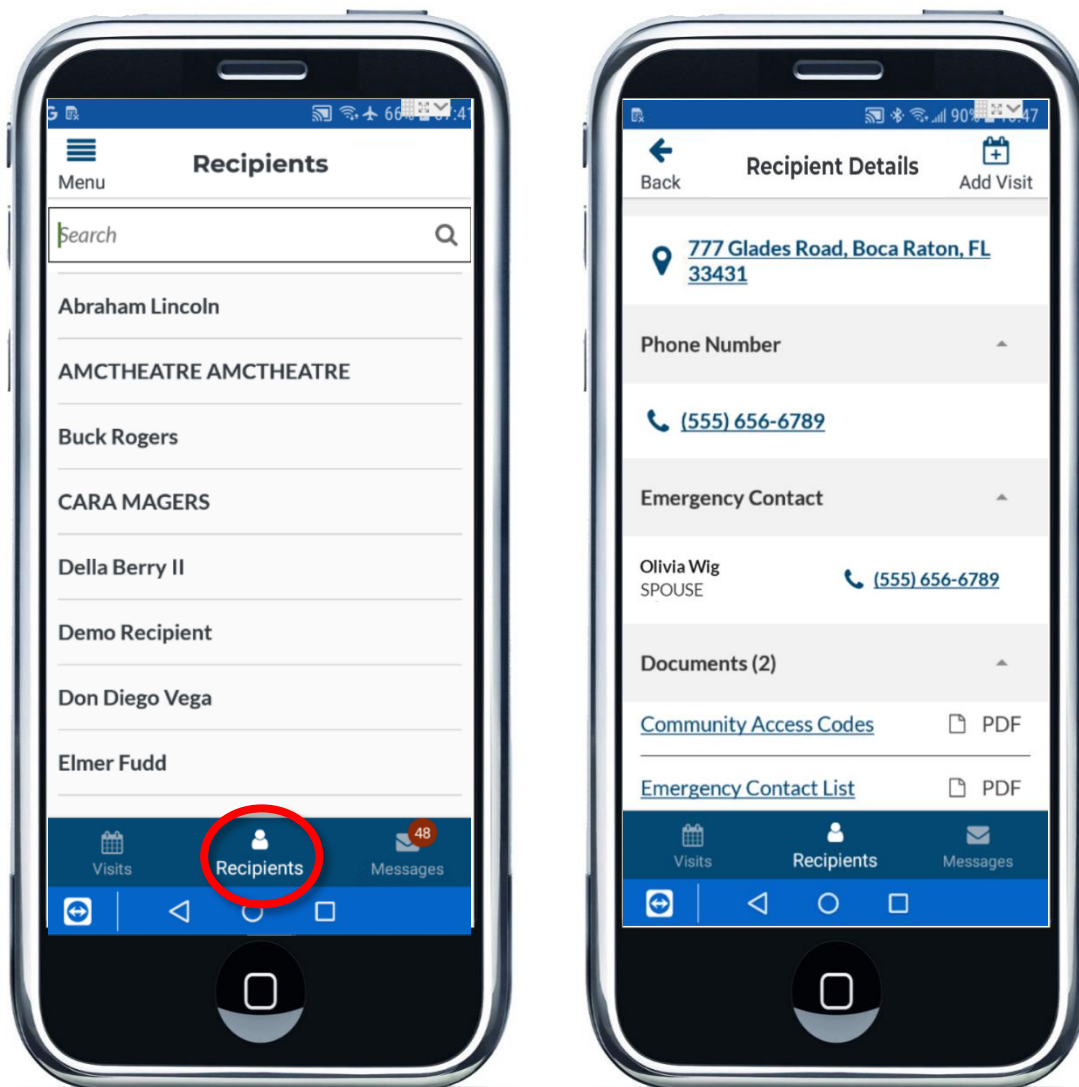 Recipients
Menu
Search
Abraham Lincoln
AMCTHEATRE AMCTHEATRE
Buck Rogers
CARA MAGERS
Della Berry II
Demo Recipient
Don Diego Vega
Elmer Fudd
48
Visits
Recipients
Messages
90%
Recipient Details
Back
Add Visit
777 Glades Road, Boca Raton, FL
33431
Phone Number
(555) 656-6789
Emergency Contact
Olivia Wig
SPOUSE
(555) 656-6789
Documents (2)
Community Access Codes
PDF
Emergency Contact List
PDF
Visits
Recipients
Messages